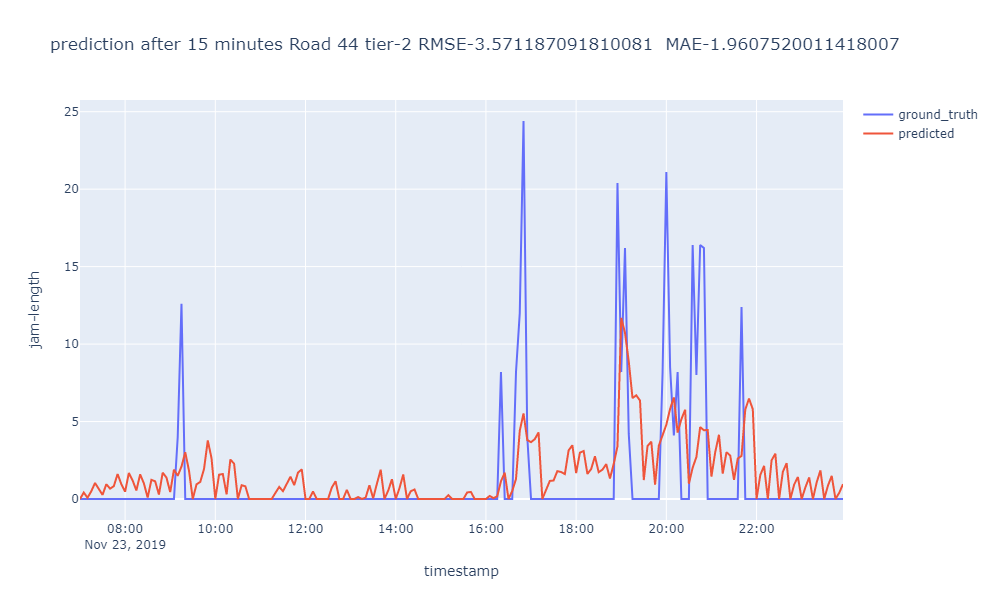 prediction after 15 minutes Road 44 tier-2 RMSE-3.571187091810081  MAE-1.9607520011418007
ground_truth
predicted
25
20
15
10
5
0
jam-length
08:00 10:00 12:00 14:00 16:00 18:00 20:00 22:00
Nov 23, 2019
timestamp